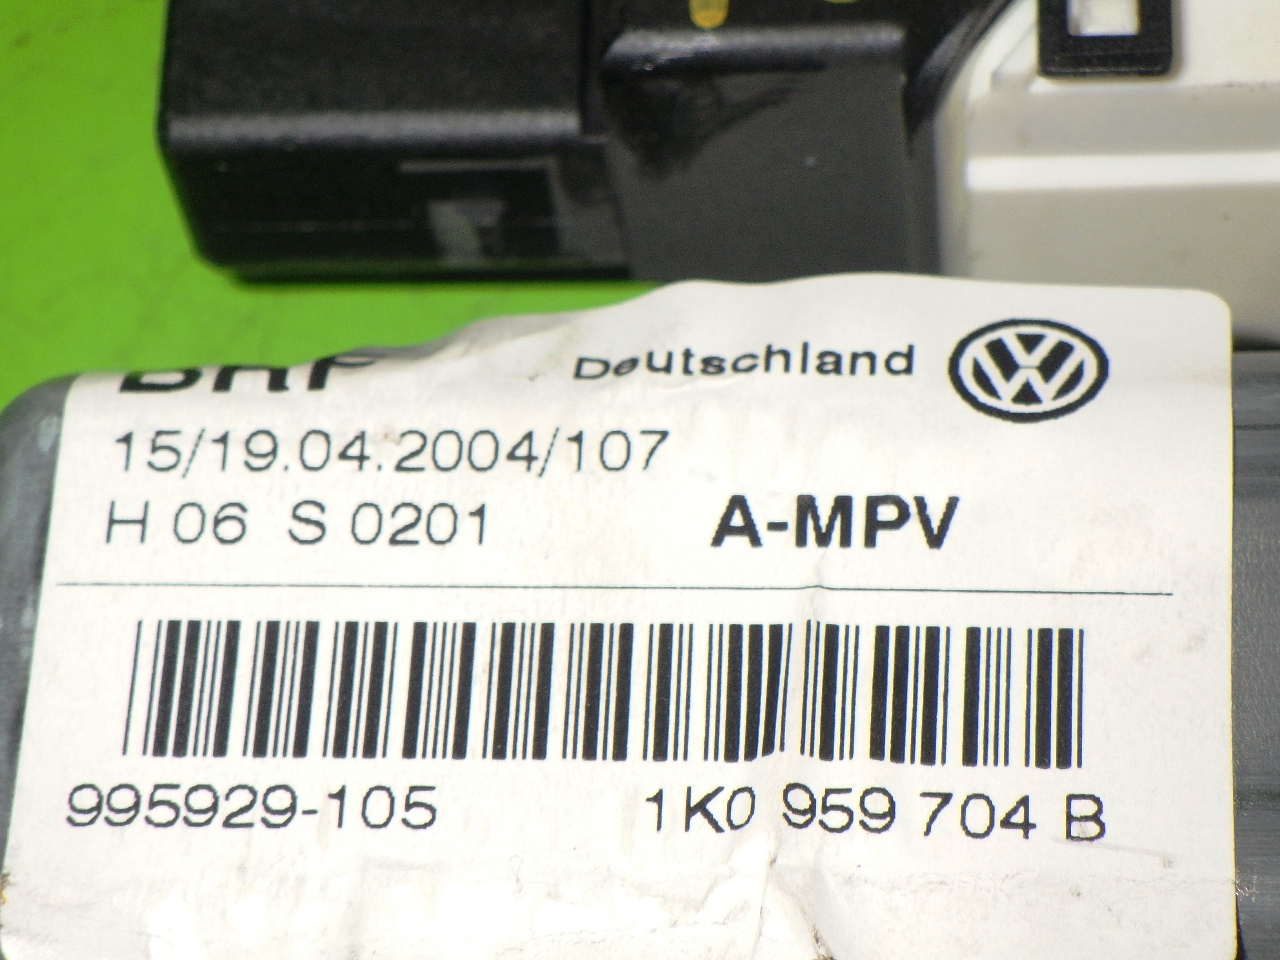 Deutschland
15/19.04.2004/107
H 06 S 0201 A-MPV
995929-105 1K0 959 704 B